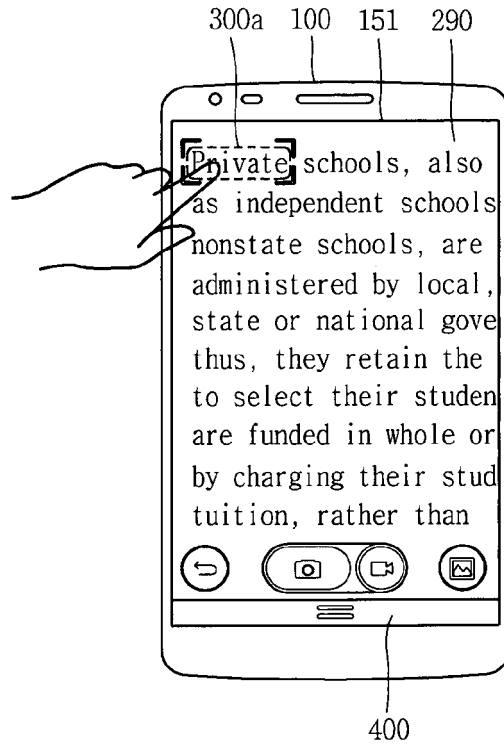 300a 100 151 290
Private schools, also
as independent schools
nonstate schools, are
administered by local,
state or national gove
thus, they retain the
to select their studen
are funded in whole or
by charging their stud
tuition, rather than
400